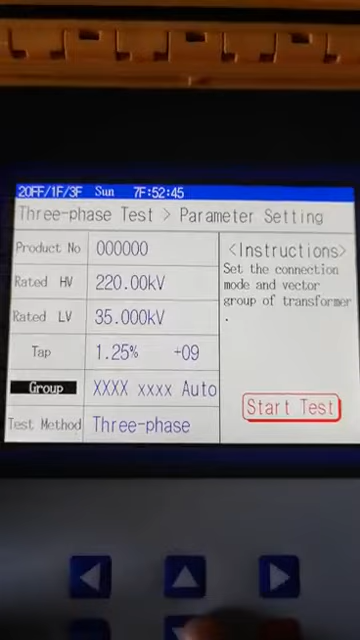 20FF/1F/3F Sun 7F:52:45
Three-phase Test > Parameter Setting
Product No 000000
Rated HV 220.00kV
Rated LV 35.000kV
Tap 1.25% -09
Group XXXX xxxx Auto
Test Method Three-phase
<Instructions>
Set the connection
mode and vector
group of transformer
.
Start Test